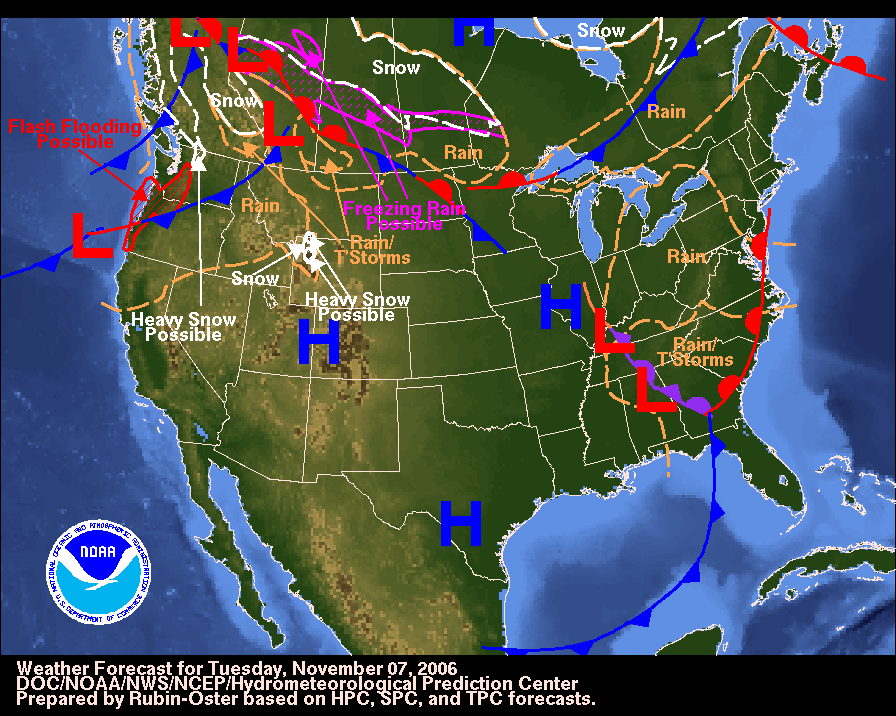 H
L
L
Snow
Snow
Snow
L
Rain
Flash Flooding
Possible
Rain
Rain
Freezing Rain
Possible
L
Rain/
T'Storms
Rain
Snow
Heavy Snow
Possible
Heavy Snow
Possible
H
H
L
Rain/
T'Storms
L
H
NATIONAL OCEANIC AND ATMOSPHERIC ADMINISTRATION
NOAA
U.S. DEPARTMENT OF COMMERCE
Weather Forecast for Tuesday, November 07, 2006
DOC/NOAA/NWS/NCEP/Hydrometeorological Prediction Center
Prepared by Rubin-Oster based on HPC, SPC, and TPC forecasts.